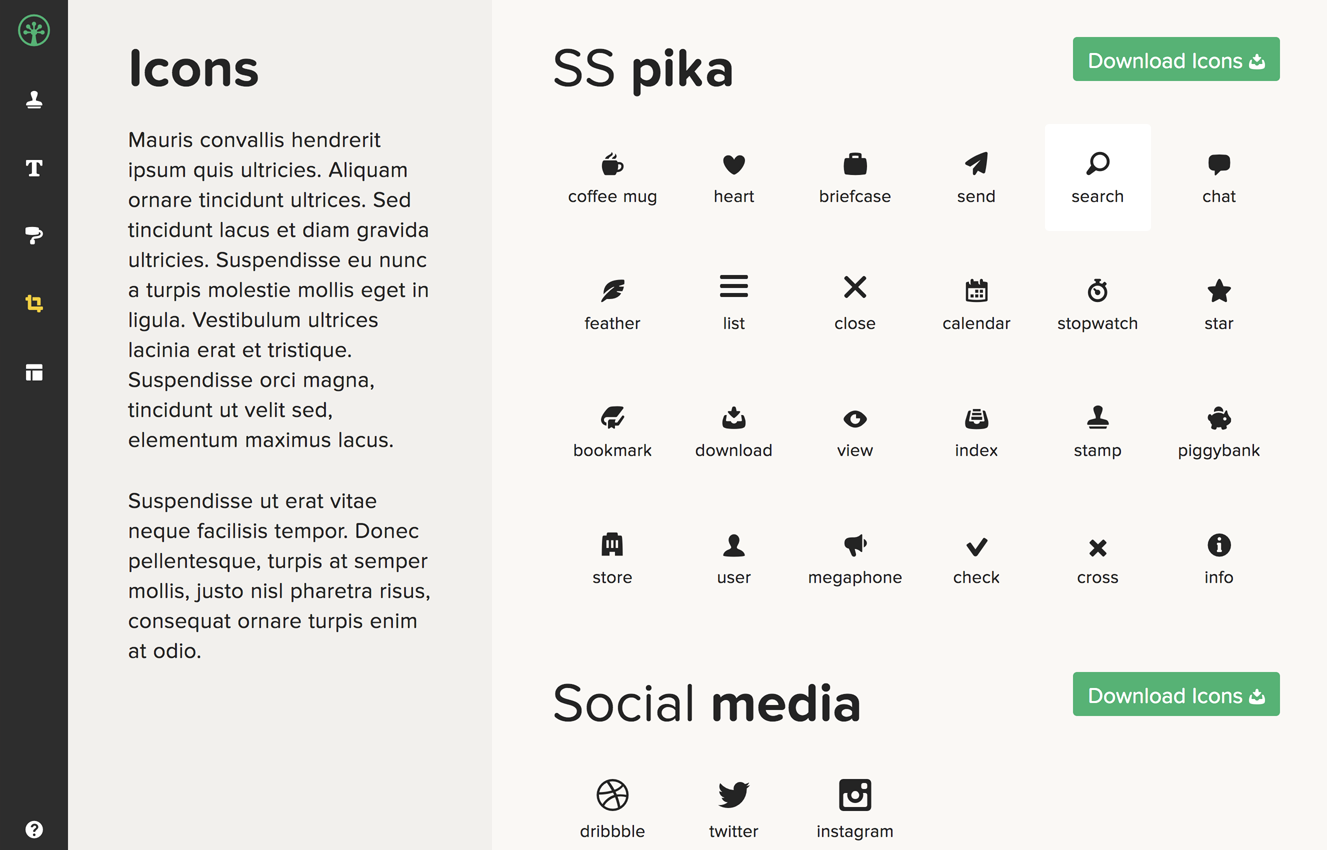 Icons
Mauris convallis hendrerit
ipsum quis ultricies. Aliquam
ornare tincidunt ultrices. Sed
tincidunt lacus et diam gravida
ultricies. Suspendisse eu nunc
a turpis molestie mollis eget in
ligula. Vestibulum ultrices
lacinia erat et tristique.
Suspendisse orci magna,
tincidunt ut velit sed,
elementum maximus lacus.
Suspendisse ut erat vitae
neque facilisis tempor. Donec
pellentesque, turpis at semper
mollis, justo nisl pharetra risus,
consequat ornare turpis enim
at odio.
SS pika
Download Icons
coffee mug heart briefcase send search chat
feather list close calendar stopwatch star
bookmark download view index stamp piggybank
store user megaphone check cross info
Social media
Download Icons
dribbble twitter instagram